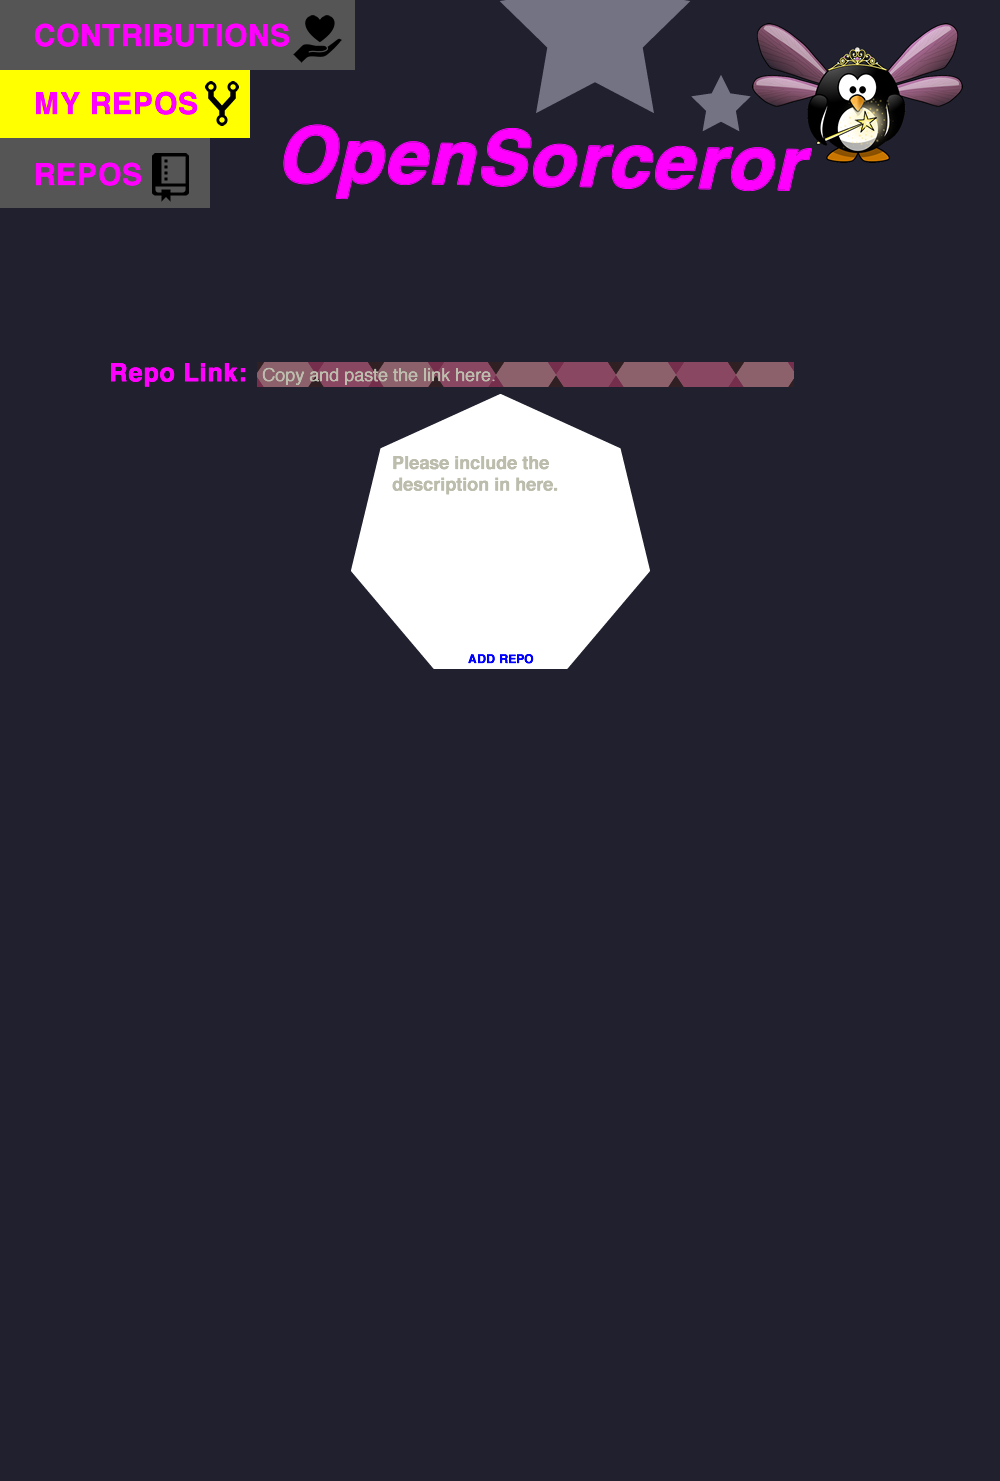 CONTRIBUTIONS
MY REPOS
REPOS
OpenSorceror
Repo Link:
Copy and paste the link here.
Please include the
description in here.
ADD REPO